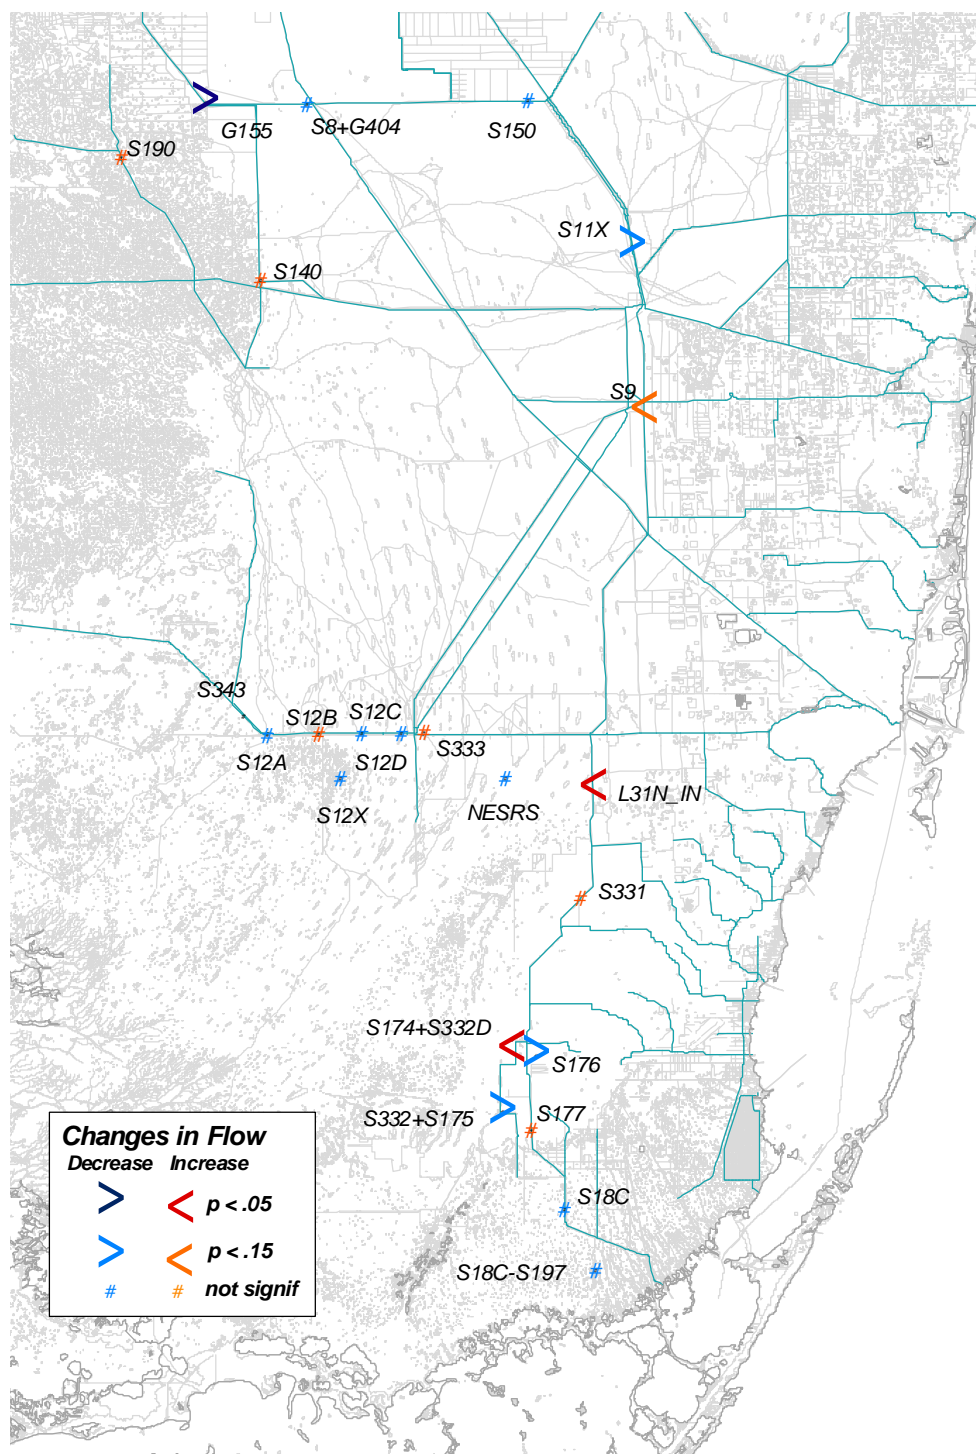 G155
S8+G404
S150
S190
S11X
S140
S9
S343
S12B
S12C
S333
S12A
S12D
S12X
NESRS
L31N_IN
S331
S174+S332D
S176
S332+S175
S177
S18C
S18C-S197
Changes in Flow
Decrease Increase
> < p < .05
> < p < .15
# # not signif